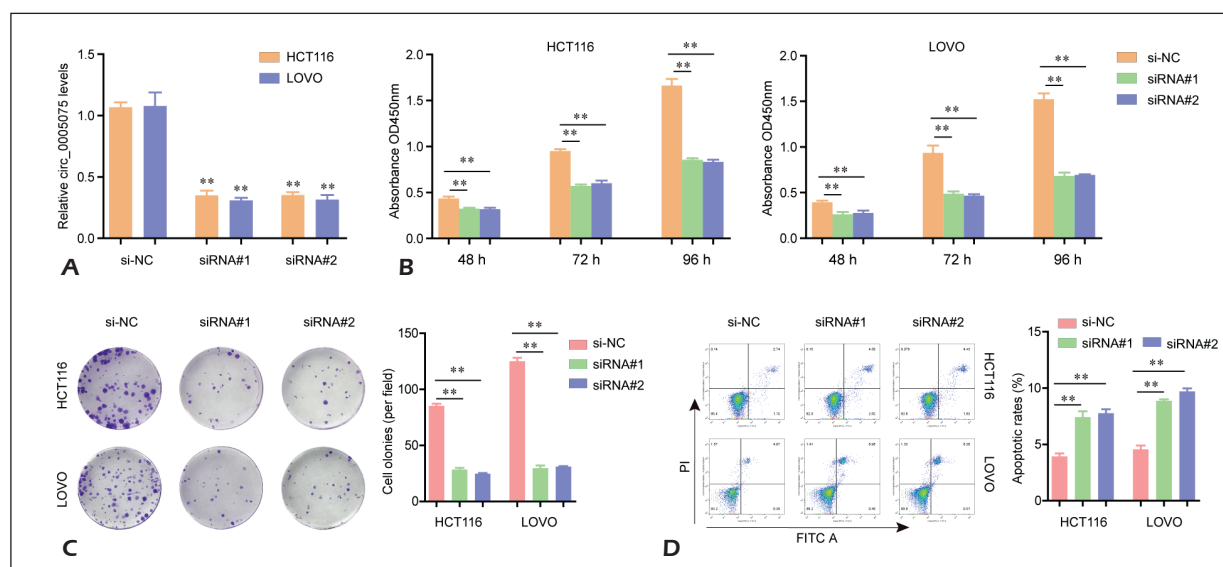 HCT116
LOVO
Relative circ_0005075 levels
1.5
1.0
0.5
0.0
** ** ** **
si-NC siRNA#1 siRNA#2
A
HCT116
Absorbance OD450nm
2.0
1.5
1.0
0.5
0.0
** ** **
** ** **
48 h 72 h 96 h
B
LOVO
Absorbance OD450nm
2.0
1.5
1.0
0.5
0.0
** ** **
** ** **
48 h 72 h 96 h
si-NC
siRNA#1
siRNA#2
si-NC siRNA#1 siRNA#2
HCT116
LOVO
C
Cell olonies (per field)
150
100
50
0
** **
** **
HCT116 LOVO
si-NC
siRNA#1
siRNA#2
si-NC siRNA#1 siRNA#2
HCT116
LOVO
PI
FITC A
D
si-NC
siRNA#1 siRNA#2
Apoptotic rates (%)
15
10
5
0
** **
** **
HCT116 LOVO